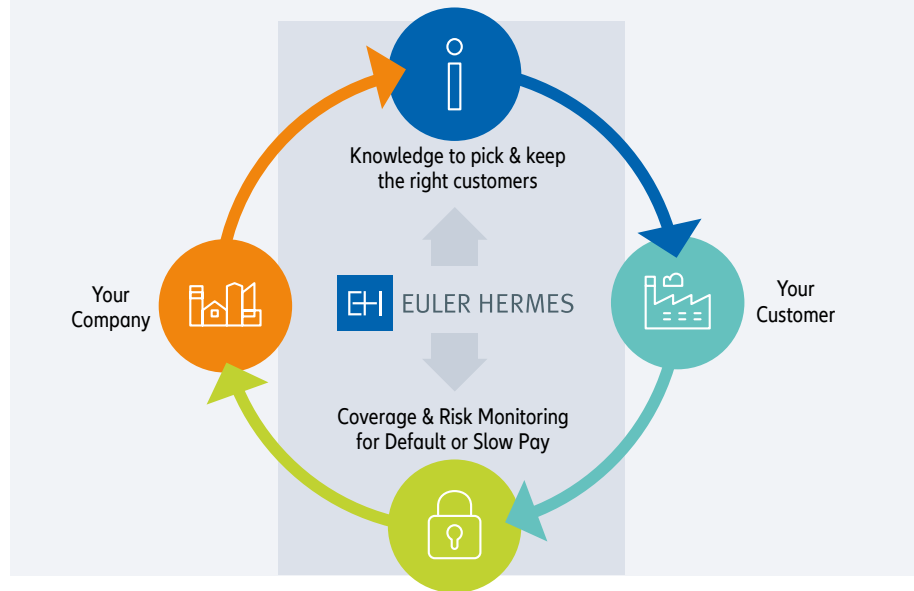 Knowledge to pick & keep
the right customers
Your
Company
EH EULER HERMES
Your
Customer
Coverage & Risk Monitoring
for Default or Slow Pay